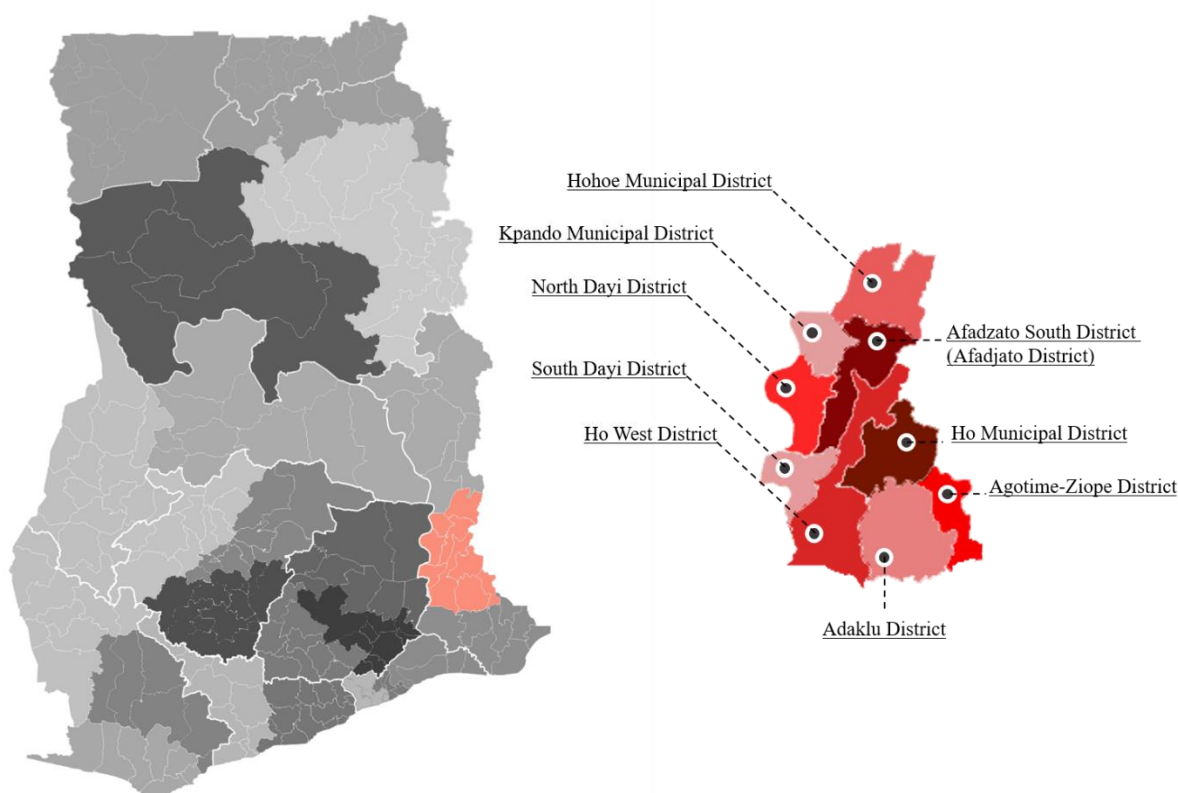 Hohoe Municipal District
Kpando Municipal District
North Dayi District
Afadzato South District
(Afadjato District)
South Dayi District
Ho West District
Ho Municipal District
Agotime-Ziope District
Adaklu District